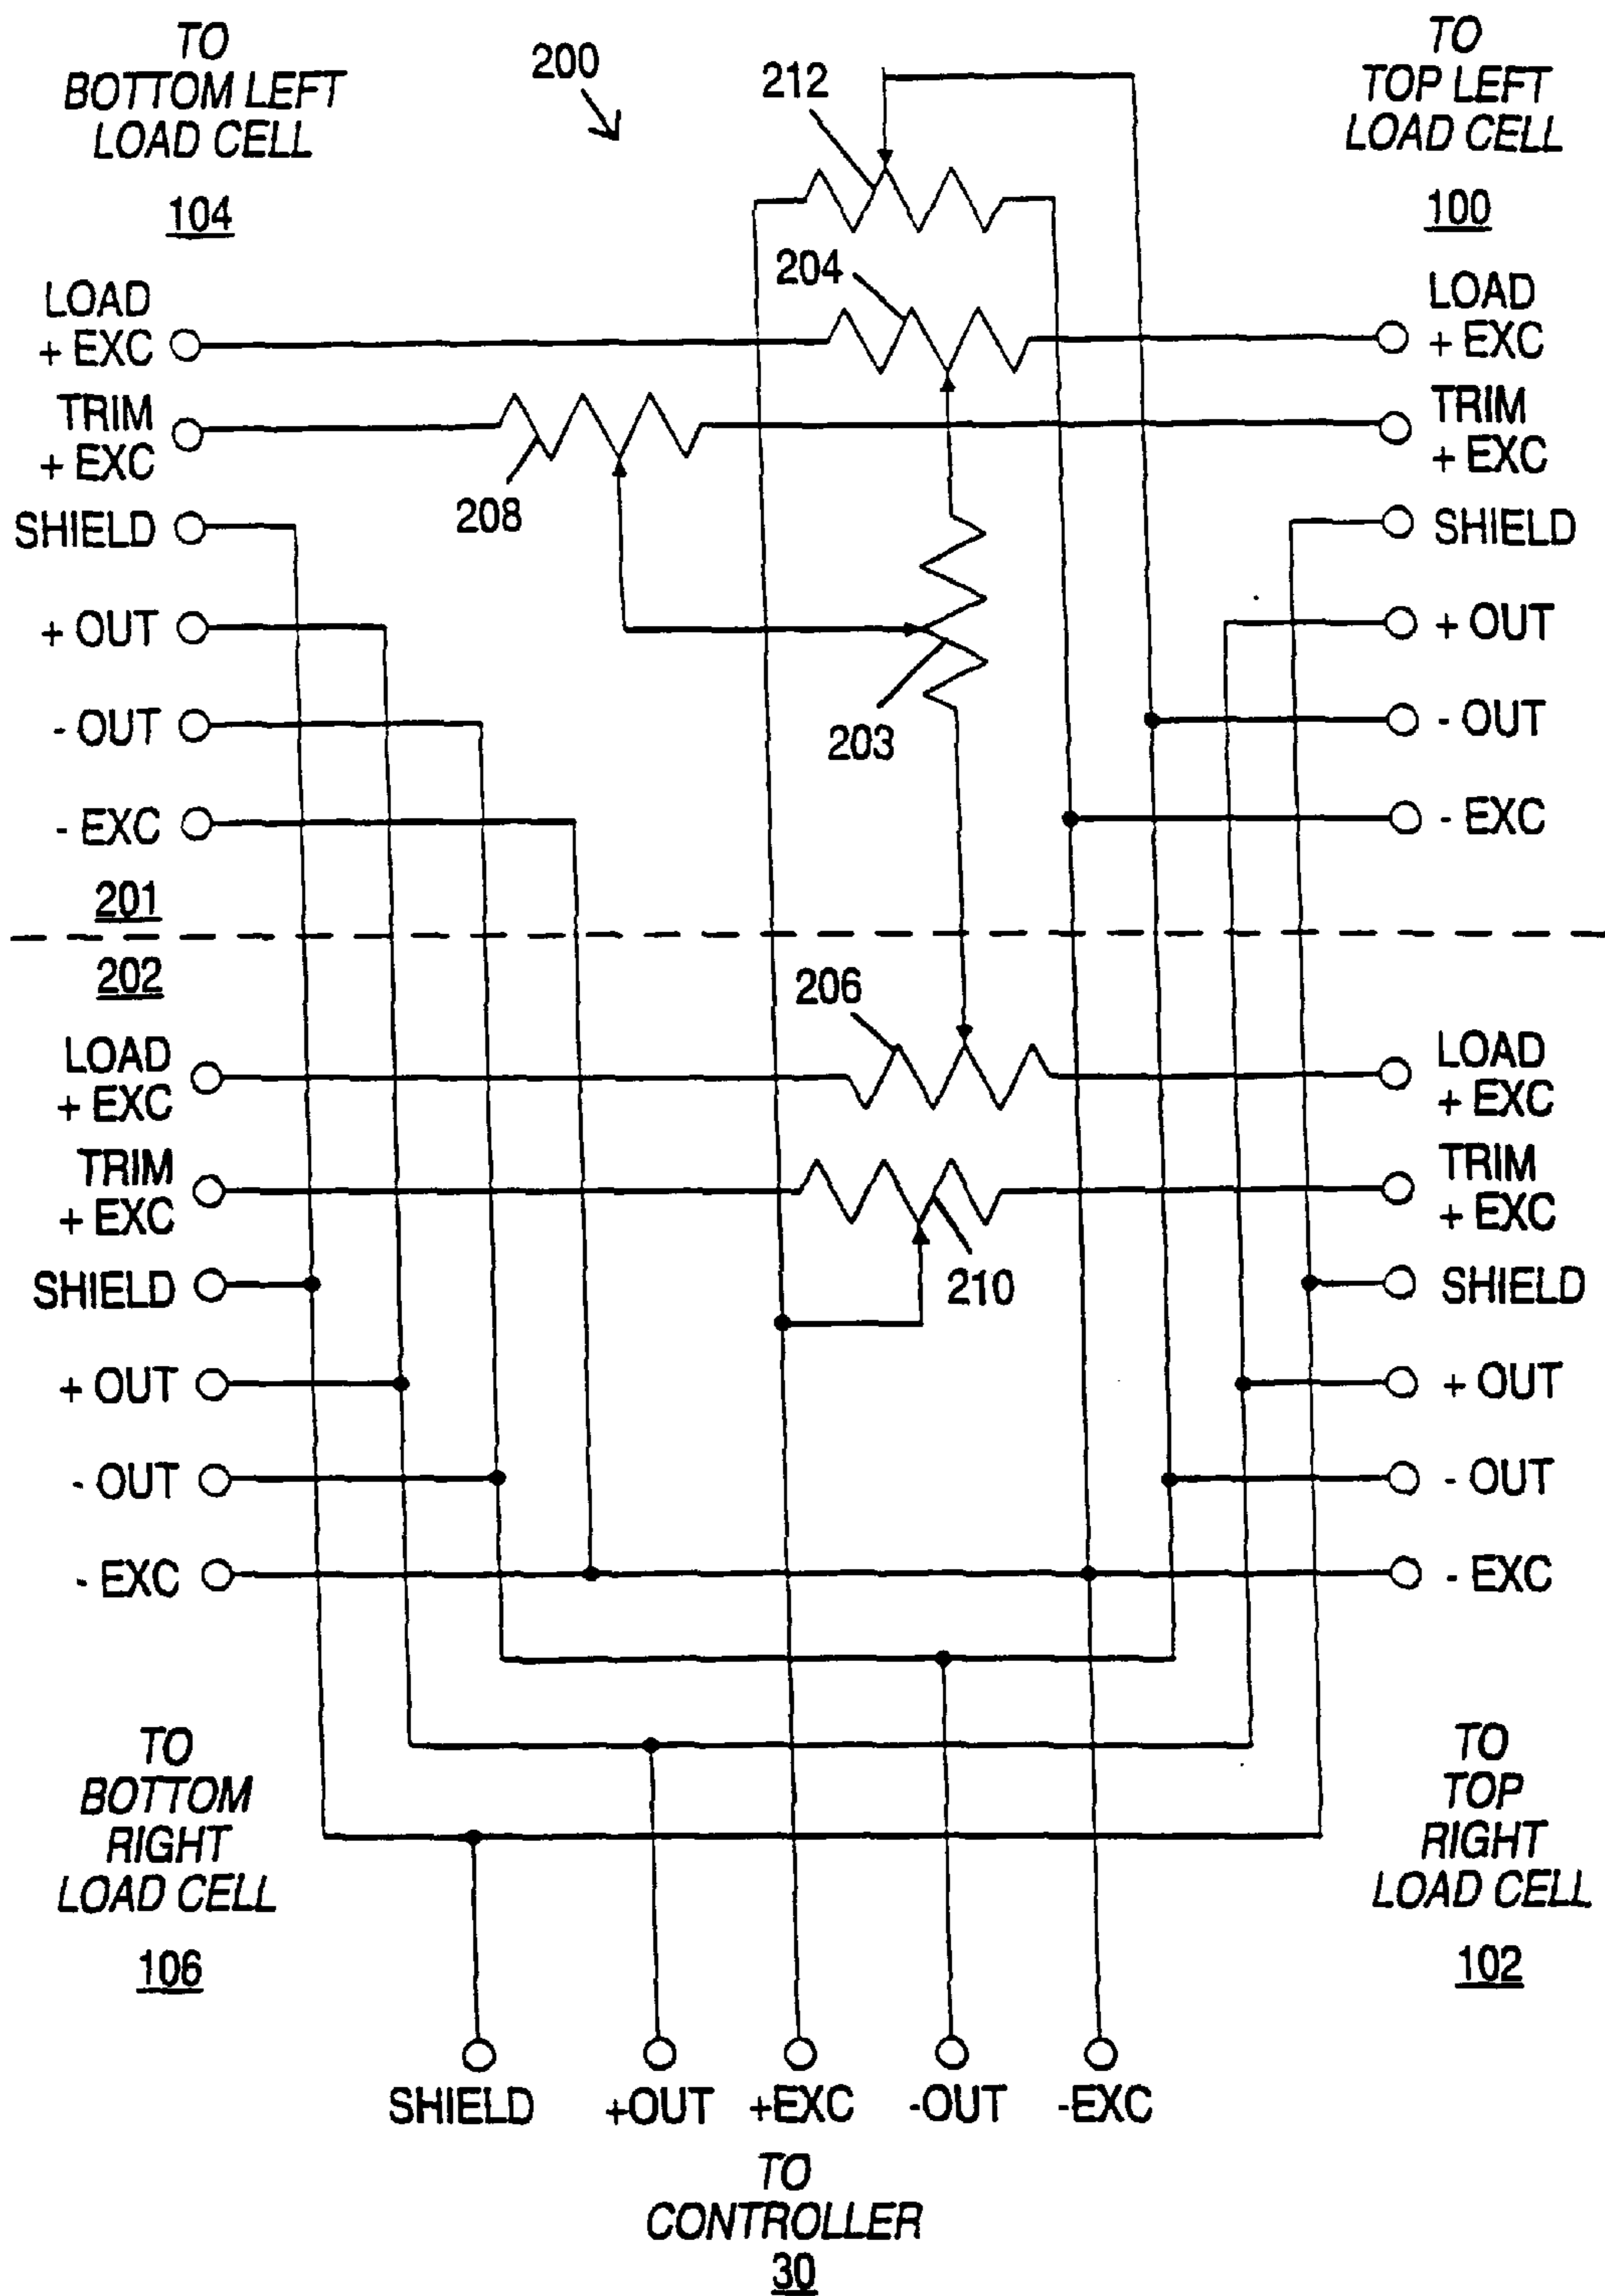 TO
BOTTOM LEFT
LOAD CELL
104
200
212
TO
TOP LEFT
LOAD CELL
100
204
LOAD
+ EXC
LOAD
+ EXC
TRIM
+ EXC
TRIM
+ EXC
208
SHIELD
SHIELD
+ OUT
+ OUT
- OUT
203
- OUT
- EXC
- EXC
201
202
206
LOAD
+ EXC
LOAD
+ EXC
TRIM
+ EXC
TRIM
+ EXC
SHIELD
210
SHIELD
+ OUT
+ OUT
- OUT
- OUT
- EXC
- EXC
TO
BOTTOM
RIGHT
LOAD CELL
106
TO
TOP
RIGHT
LOAD CELL
102
SHIELD
+OUT
+EXC
-OUT
-EXC
TO
CONTROLLER
30